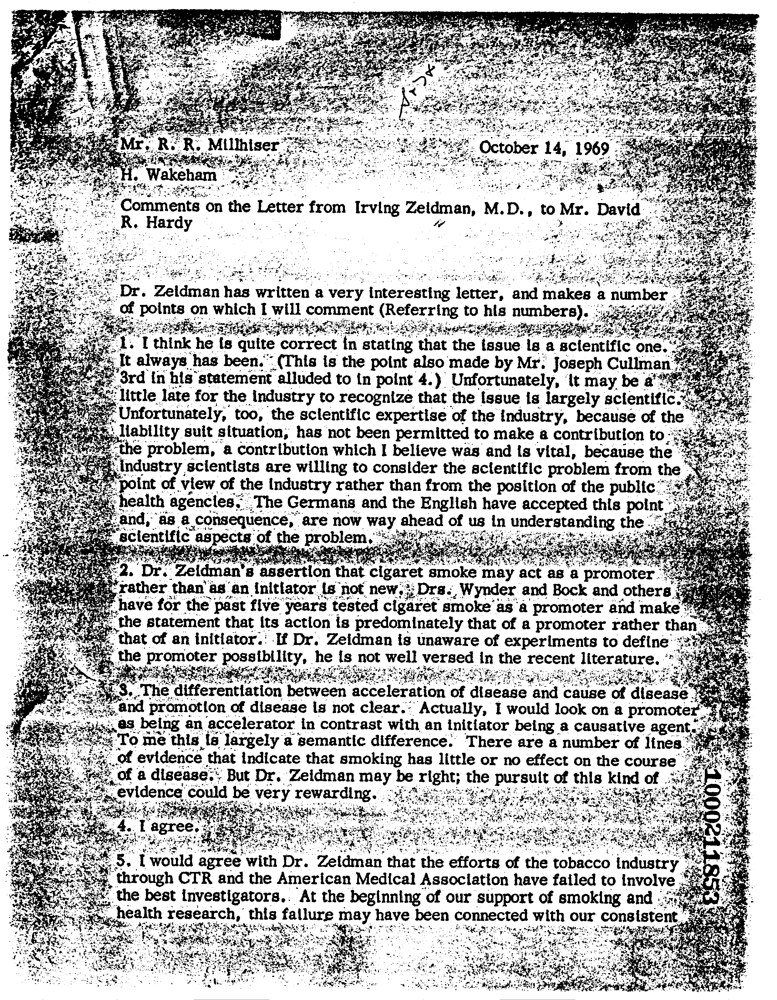 Mr. R. R. Millhiser October 14, 1969
H. Wakeham
Comments on the Letter from Irving Zeidman, M.D., to Mr. David
R. Hardy
Dr. Zeidman has written a very interesting letter, and makes a number
of points on which I will comment (Referring to his numbers).
1. I think he is quite correct in stating that the issue is a scientific one.
It always has been. (This is the point also made by Mr. Joseph Cullman
3rd in his statement alluded to in point 4.) Unfortunately, it may be a
little late for the industry to recognize that the issue is largely scientific.
Unfortunately, too, the scientific expertise of the industry, because of the
liability suit situation, has not been permitted to make a contribution to
the problem, a contribution which I believe was and is vital, because the
industry scientists are willing to consider the scientific problem from the
point of view of the industry rather than from the position of the public
health agencies. The Germans and the English have accepted this point
and, as a consequence, are now way ahead of us in understanding the
scientific aspects of the problem.
2. Dr. Zeidman's assertion that cigaret smoke may act as a promoter
rather than as an initiator is not new. Drs. Wynder and Bock and others
have for the past five years tested cigaret smoke as a promoter and make
the statement that its action is predominately that of a promoter rather than
that of an initiator. If Dr. Zeidman is unaware of experiments to define
the promoter possibility, he is not well versed in the recent literature.
3. The differentiation between acceleration of disease and cause of disease
and promotion of disease is not clear. Actually, I would look on a promoter
as being an accelerator in contrast with an initiator being a causative agent.
To me this is largely a semantic difference. There are a number of lines
of evidence that indicate that smoking has little or no effect on the course
of a disease. But Dr. Zeidman may be right; the pursuit of this kind of
evidence could be very rewarding.
4. I agree.
5. I would agree with Dr. Zeidman that the efforts of the tobacco industry
through CTR and the American Medical Association have failed to involve
the best investigators. At the beginning of our support of smoking and
health research, this failure may have been connected with our consistent
1000211853